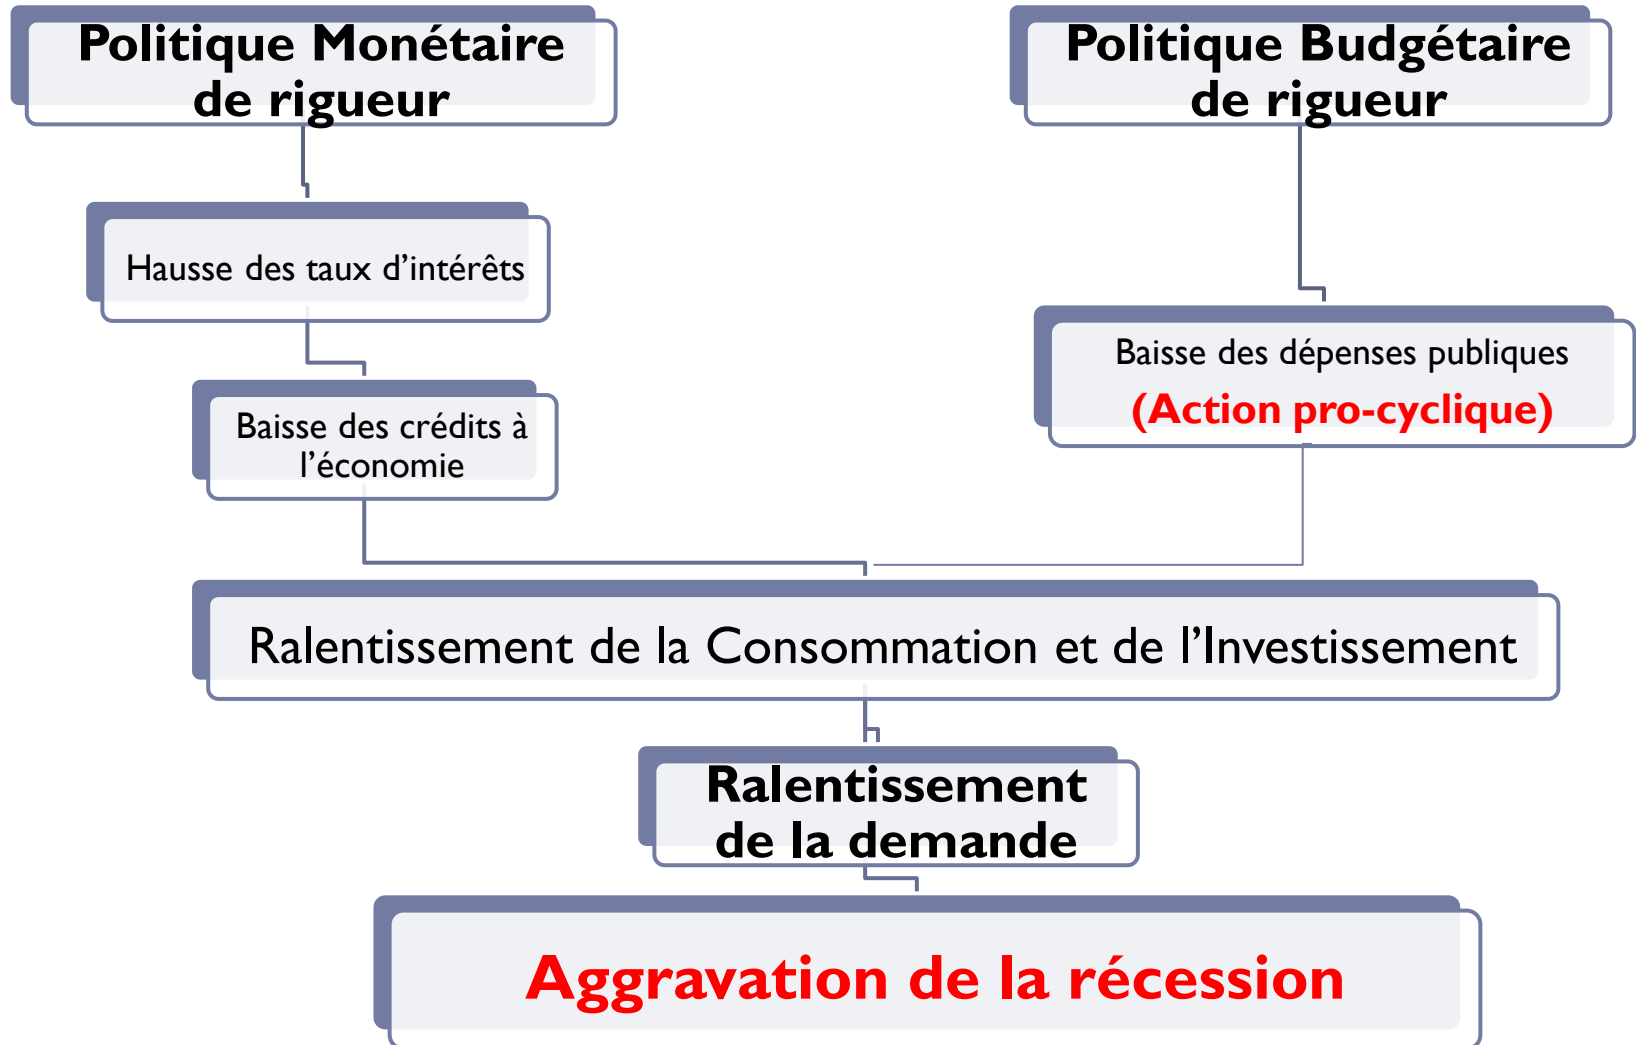 Politique Monétaire
de rigueur
Politique Budgétaire
de rigueur
Hausse des taux d’intérêts
Baisse des dépenses publiques
(Action pro-cyclique)
Baisse des crédits à
l’économie
Ralentissement de la Consommation et de l’Investissement
Ralentissement
de la demande
Aggravation de la récession